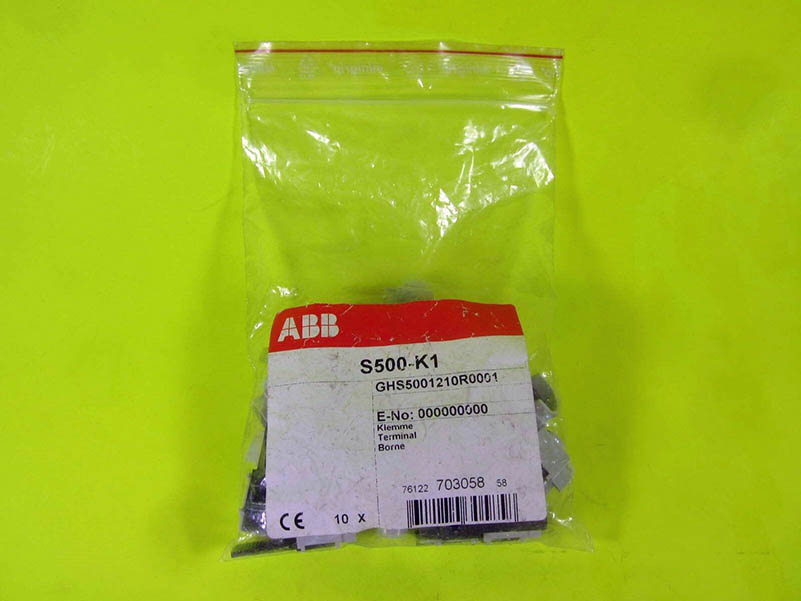 ABB
S500-K1
GHS5001210R0001
E-No: 000000000
Klemme
Terminal
Borne
76122 703058 58
CE 10 X